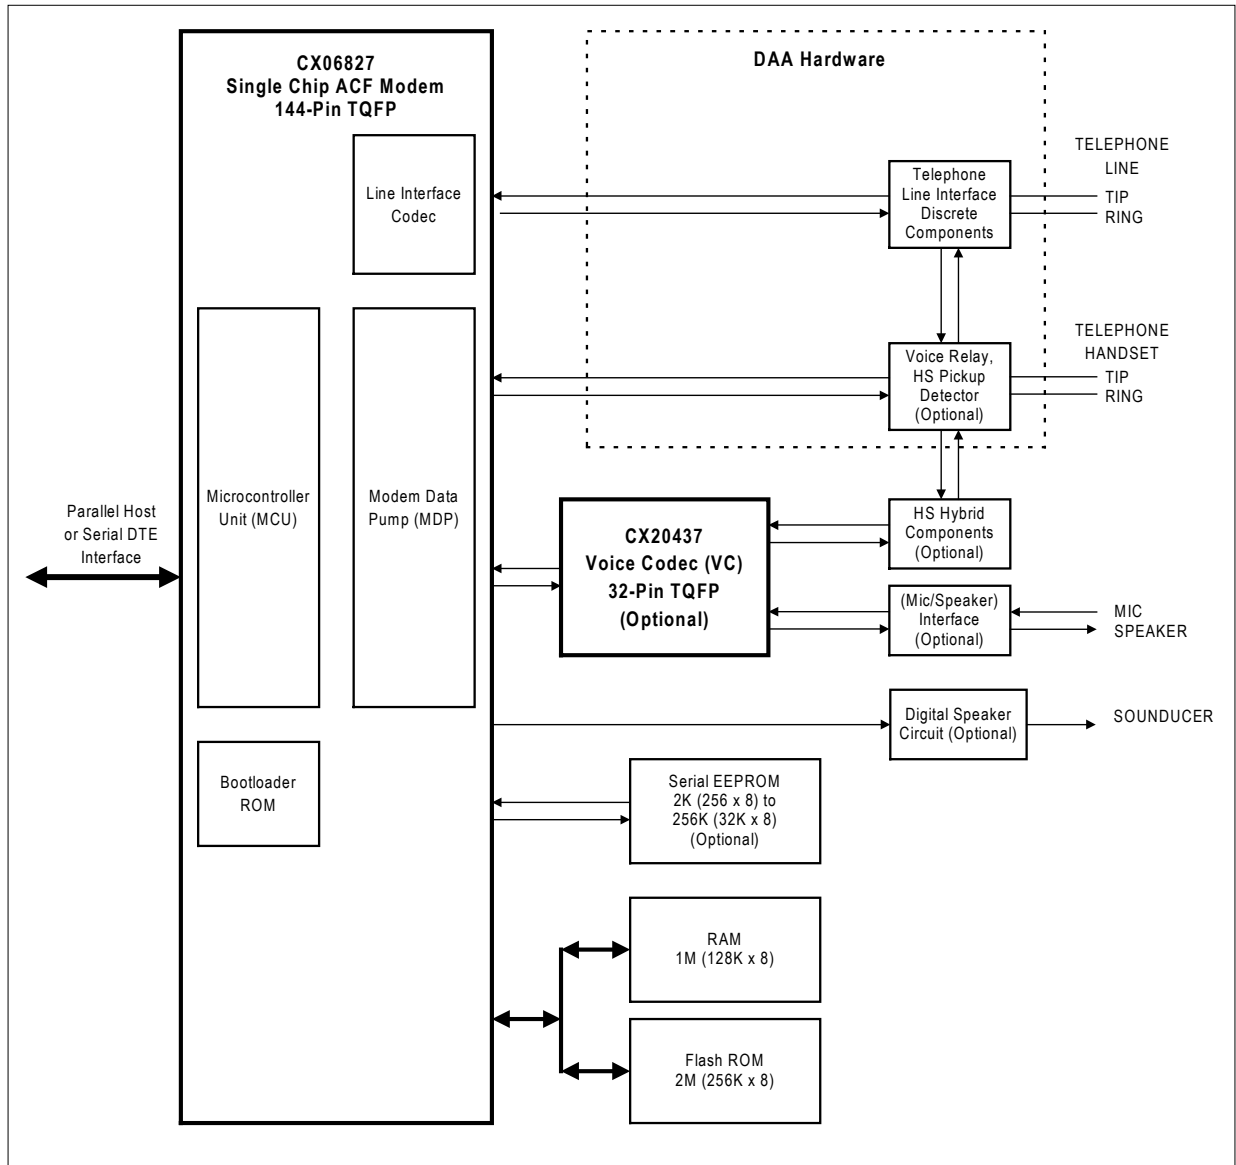 CX06827
Single Chip ACF Modem
144-Pin TQFP
DAA Hardware
Line Interface
Codec
Telephone
Line Interface
Discrete
Components
TELEPHONE
LINE
TIP
RING
Microcontroller
Unit (MCU)
Modem Data
Pump (MDP)
Voice Relay,
HS Pickup
Detector
(Optional)
TELEPHONE
HANDSET
TIP
RING
Parallel Host
or Serial DTE
Interface
CX20437
Voice Codec (VC)
32-Pin TQFP
(Optional)
HS Hybrid
Components
(Optional)
(Mic/Speaker)
Interface
(Optional)
MIC
SPEAKER
Digital Speaker
Circuit (Optional)
SOUNDUCER
Bootloader
ROM
Serial EEPROM
2K (256 x 8) to
256K (32K x 8)
(Optional)
RAM
1M (128K x 8)
Flash ROM
2M (256K x 8)